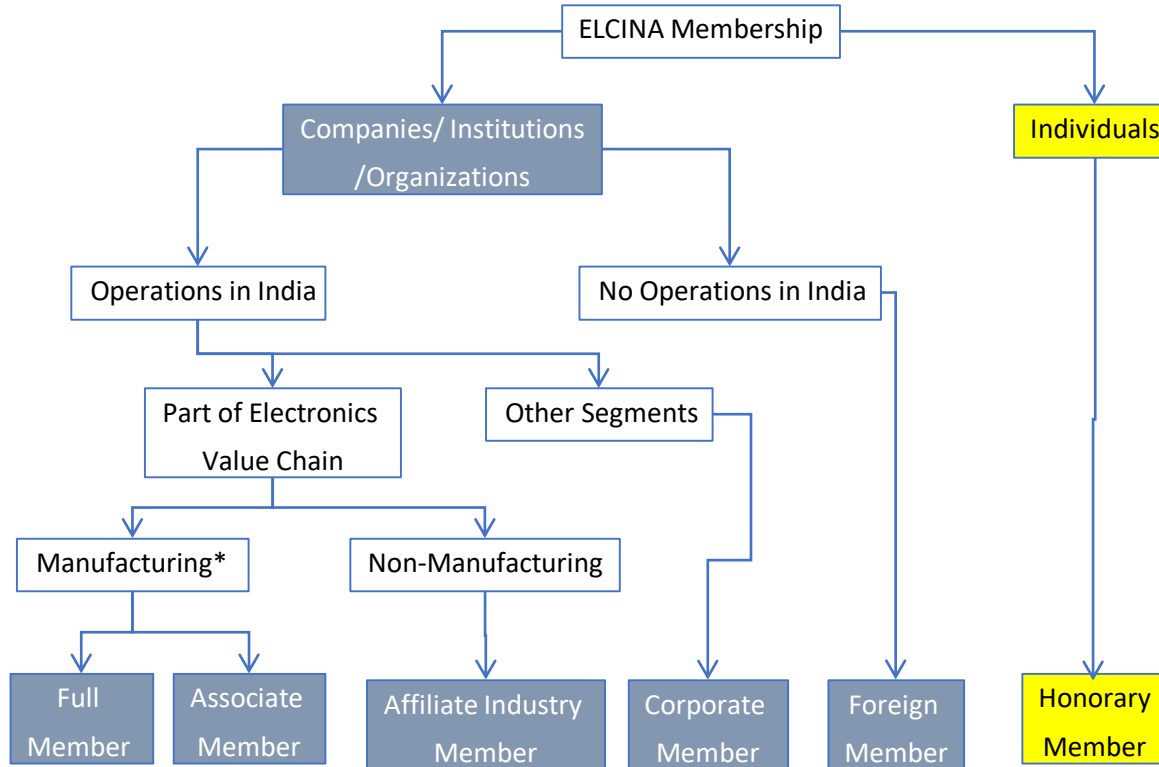 ELCINA Membership
Companies/ Institutions
/Organizations
Individuals
Operations in India
No Operations in India
Part of Electronics
Value Chain
Other Segments
Manufacturing*
Non-Manufacturing
Full
Member
Associate
Member
Affiliate Industry
Member
Corporate
Member
Foreign
Member
Honorary
Member